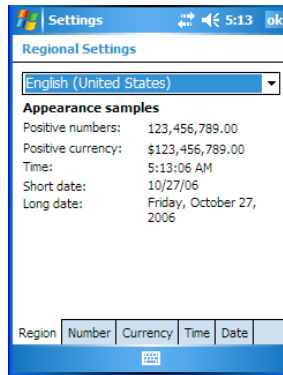 Settings 5:13 ok
Regional Settings
English (United States)
Appearance samples
Positive numbers: 123,456,789.00
Positive currency: $123,456,789.00
Time: 5:13:06 AM
Short date: 10/27/06
Long date: Friday, October 27,
2006
Region Number Currency Time Date